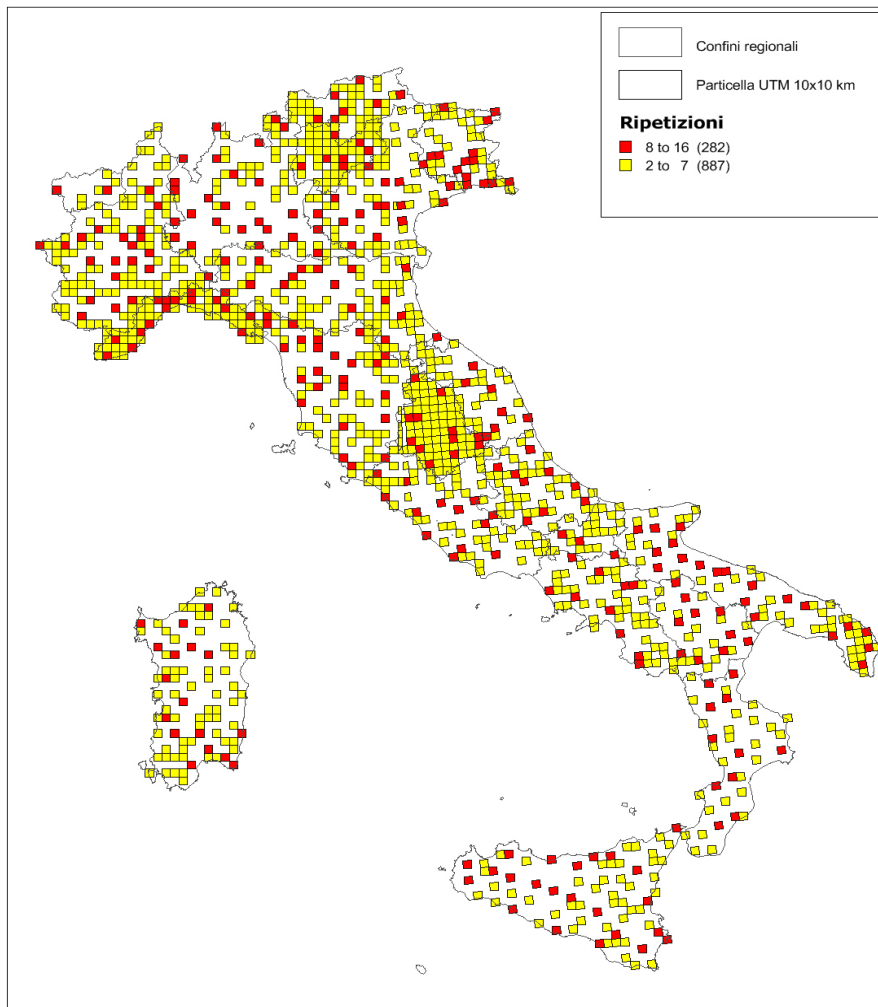 Confini regionali
Particella UTM 10x10 km
Ripetizioni
8 to 16 (282)
2 to 7 (887)